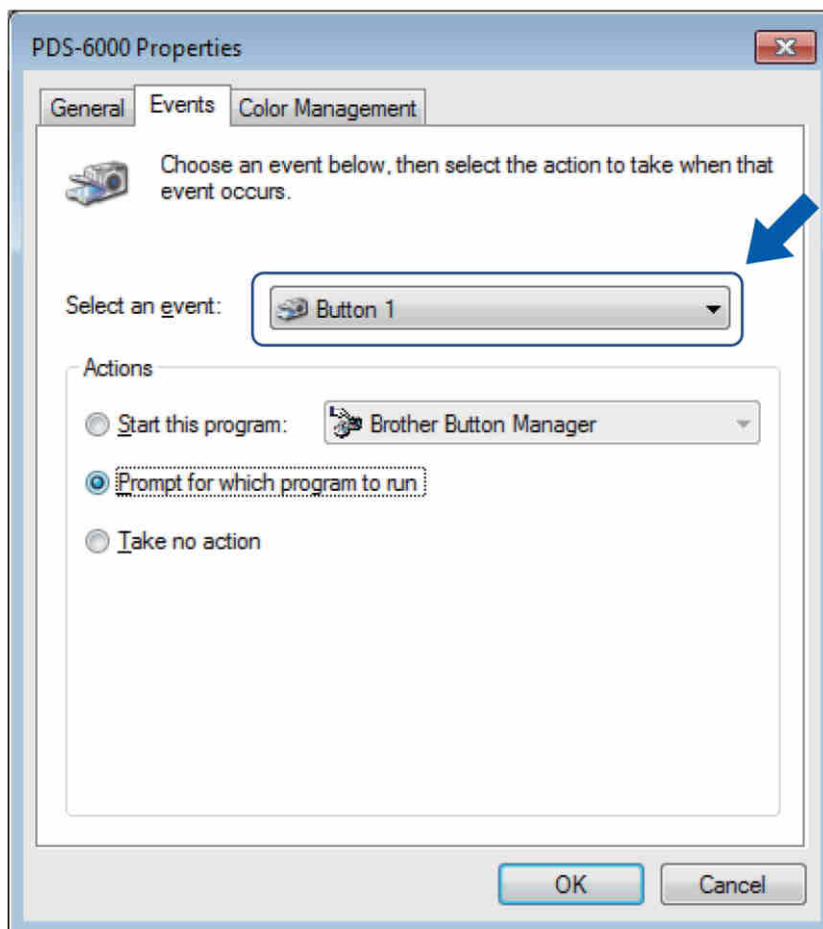 PDS-6000 Properties
General Events Color Management
Choose an event below, then select the action to take when that
event occurs.
Select an event: Button 1
Actions
Start this program: Brother Button Manager
Prompt for which program to run
Take no action
OK Cancel